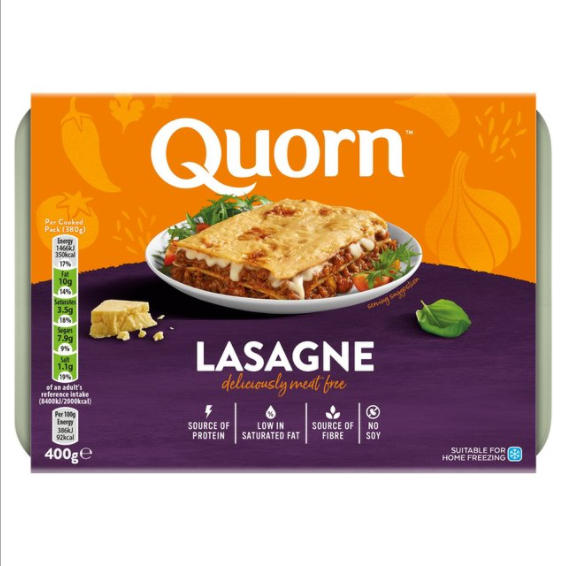 Quorn™
Per Cooked
Pack (380g)
Energy
1466kJ
350kcal
17%
Fat
10g
14%
Saturates
3.5g
18%
Sugars
7.9g
9%
Salt
1.1g
19%
of an adult's
reference intake
(8400kJ/2000kcal)
Per 100g
Energy
386kJ
92kcal
400g℮
serving suggestion
LASAGNE
deliciously meat free
SOURCE OF
PROTEIN
%
LOW IN
SATURATED FAT
SOURCE OF
FIBRE
NO
SOY
SUITABLE FOR
HOME FREEZING